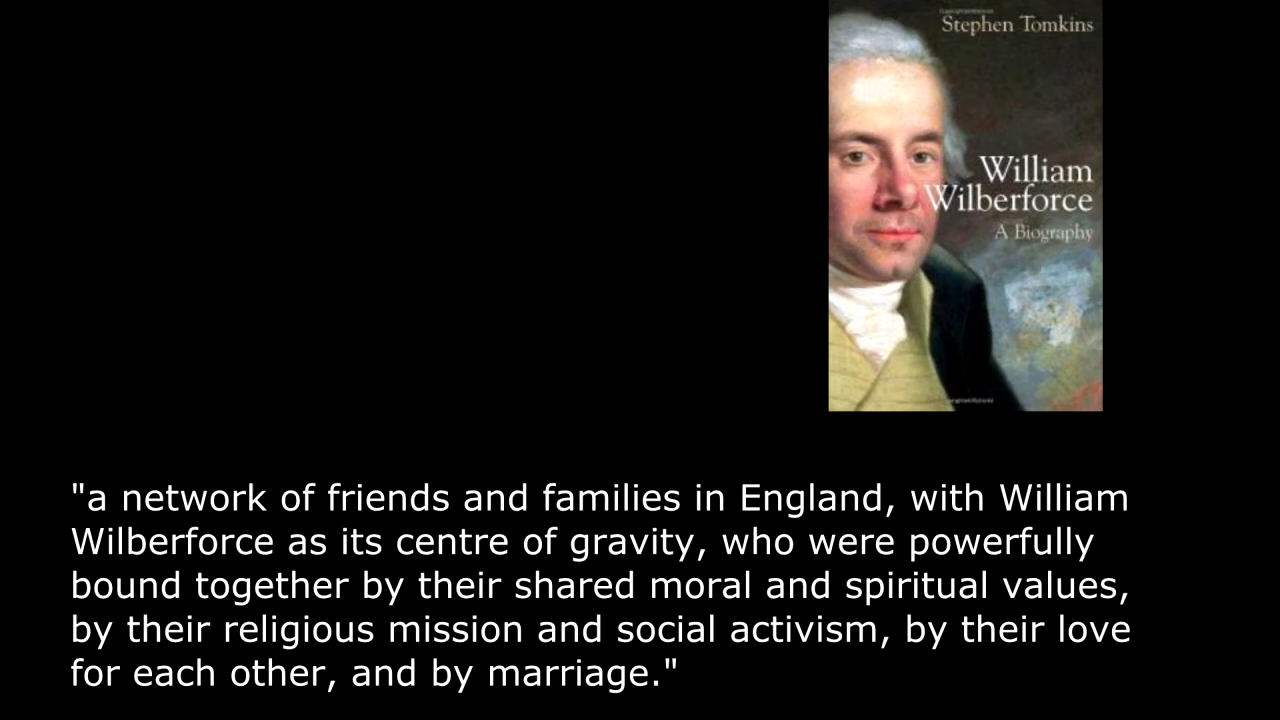 Stephen Tomkins
William
Wilberforce
A Biography
"a network of friends and families in England, with William
Wilberforce as its centre of gravity, who were powerfully
bound together by their shared moral and spiritual values,
by their religious mission and social activism, by their love
for each other, and by marriage."